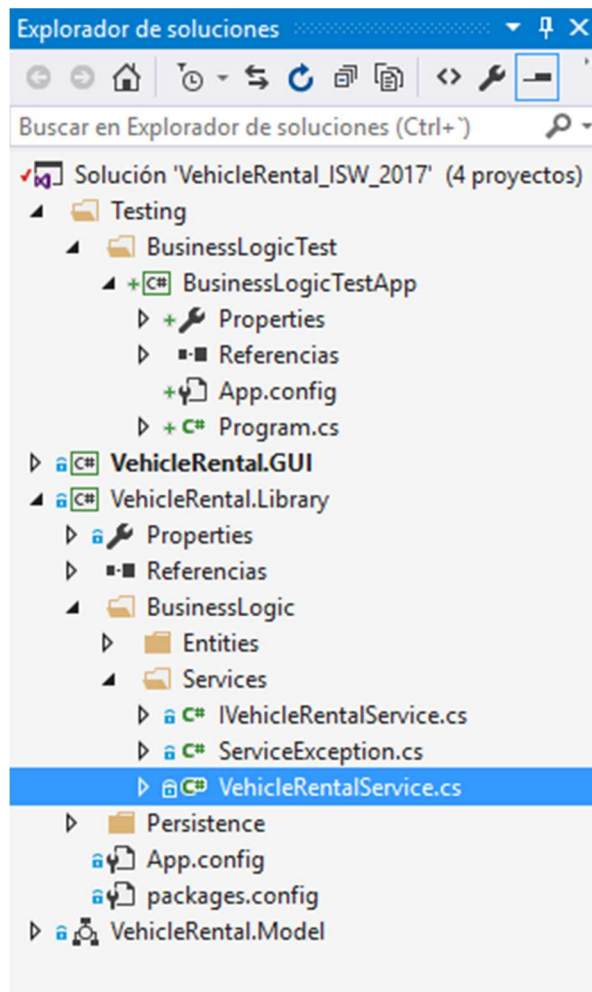 Explorador de soluciones
Buscar en Explorador de soluciones (Ctrl+`)
Solución 'VehicleRental_ISW_2017' (4 proyectos)
Testing
BusinessLogicTest
C# BusinessLogicTestApp
Properties
Referencias
App.config
C# Program.cs
C# VehicleRental.GUI
C# VehicleRental.Library
Properties
Referencias
BusinessLogic
Entities
Services
C# IVehicleRentalService.cs
C# ServiceException.cs
C# VehicleRentalService.cs
Persistence
App.config
packages.config
VehicleRental.Model